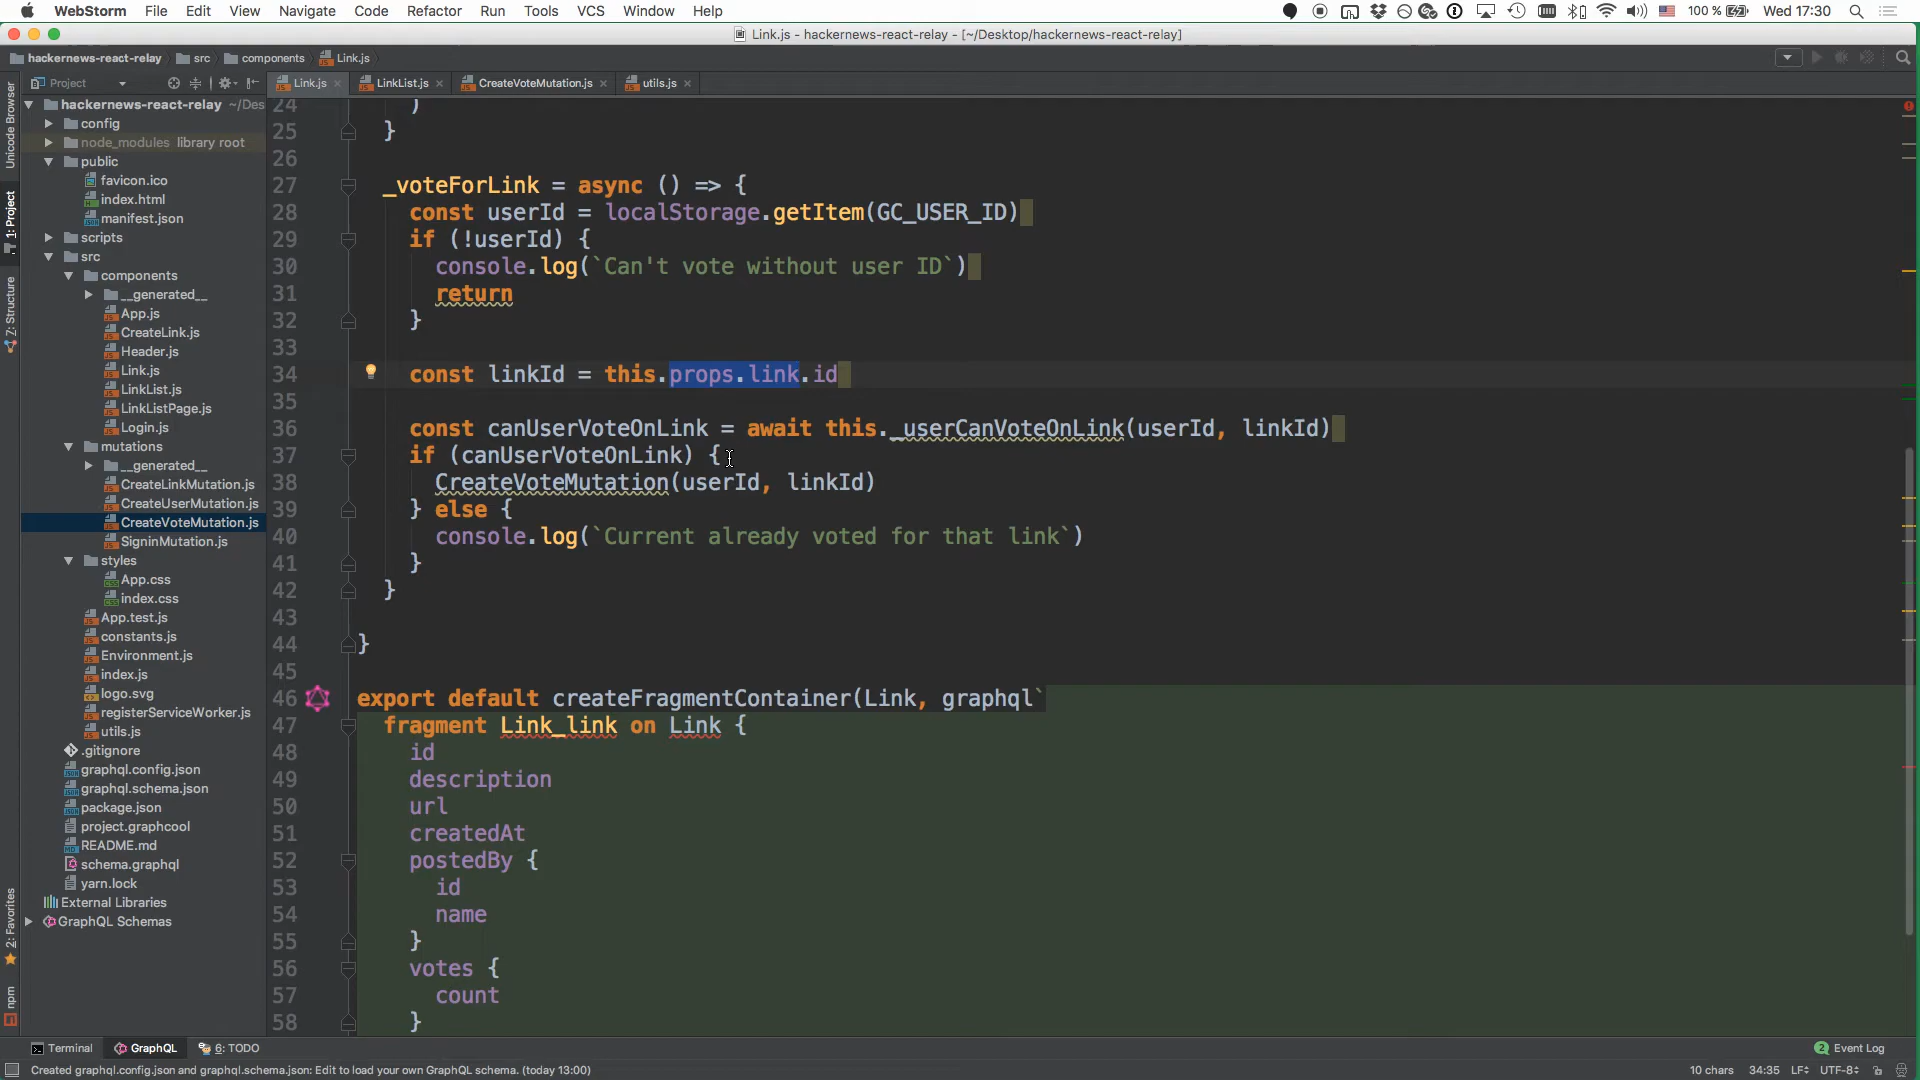 WebStorm File Edit View Navigate Code Refactor Run Tools VCS Window Help 100 % Wed 17:30
Link.js - hackernews-react-relay - [~/Desktop/hackernews-react-relay]
hackernews-react-relay src components Link.js
Project
Link.js LinkList.js CreateVoteMutation.js utils.js
Unicode Browser
1: Project
7: Structure
2: Favorites
npm
hackernews-react-relay ~/Des
config
node_modules library root
public
favicon.ico
index.html
manifest.json
scripts
src
components
__generated__
App.js
CreateLink.js
Header.js
Link.js
LinkList.js
LinkListPage.js
Login.js
mutations
__generated__
CreateLinkMutation.js
CreateUserMutation.js
CreateVoteMutation.js
SigninMutation.js
styles
App.css
index.css
App.test.js
constants.js
Environment.js
index.js
logo.svg
registerServiceWorker.js
utils.js
.gitignore
graphql.config.json
graphql.schema.json
package.json
project.graphcool
README.md
schema.graphql
yarn.lock
External Libraries
GraphQL Schemas
24 )
25 }
26
27 _voteForLink = async () => {
28 const userId = localStorage.getItem(GC_USER_ID)
29 if (!userId) {
30 console.log(`Can't vote without user ID`)
31 return
32 }
33
34 const linkId = this.props.link.id
35
36 const canUserVoteOnLink = await this._userCanVoteOnLink(userId, linkId)
37 if (canUserVoteOnLink) {
38 CreateVoteMutation(userId, linkId)
39 } else {
40 console.log(`Current already voted for that link`)
41 }
42 }
43
44 }
45
46 export default createFragmentContainer(Link, graphql`
47 fragment Link_link on Link {
48 id
49 description
50 url
51 createdAt
52 postedBy {
53 id
54 name
55 }
56 votes {
57 count
58 }
Terminal GraphQL 6: TODO 2 Event Log
Created graphql.config.json and graphql.schema.json: Edit to load your own GraphQL schema. (today 13:00) 10 chars 34:35 LF UTF-8